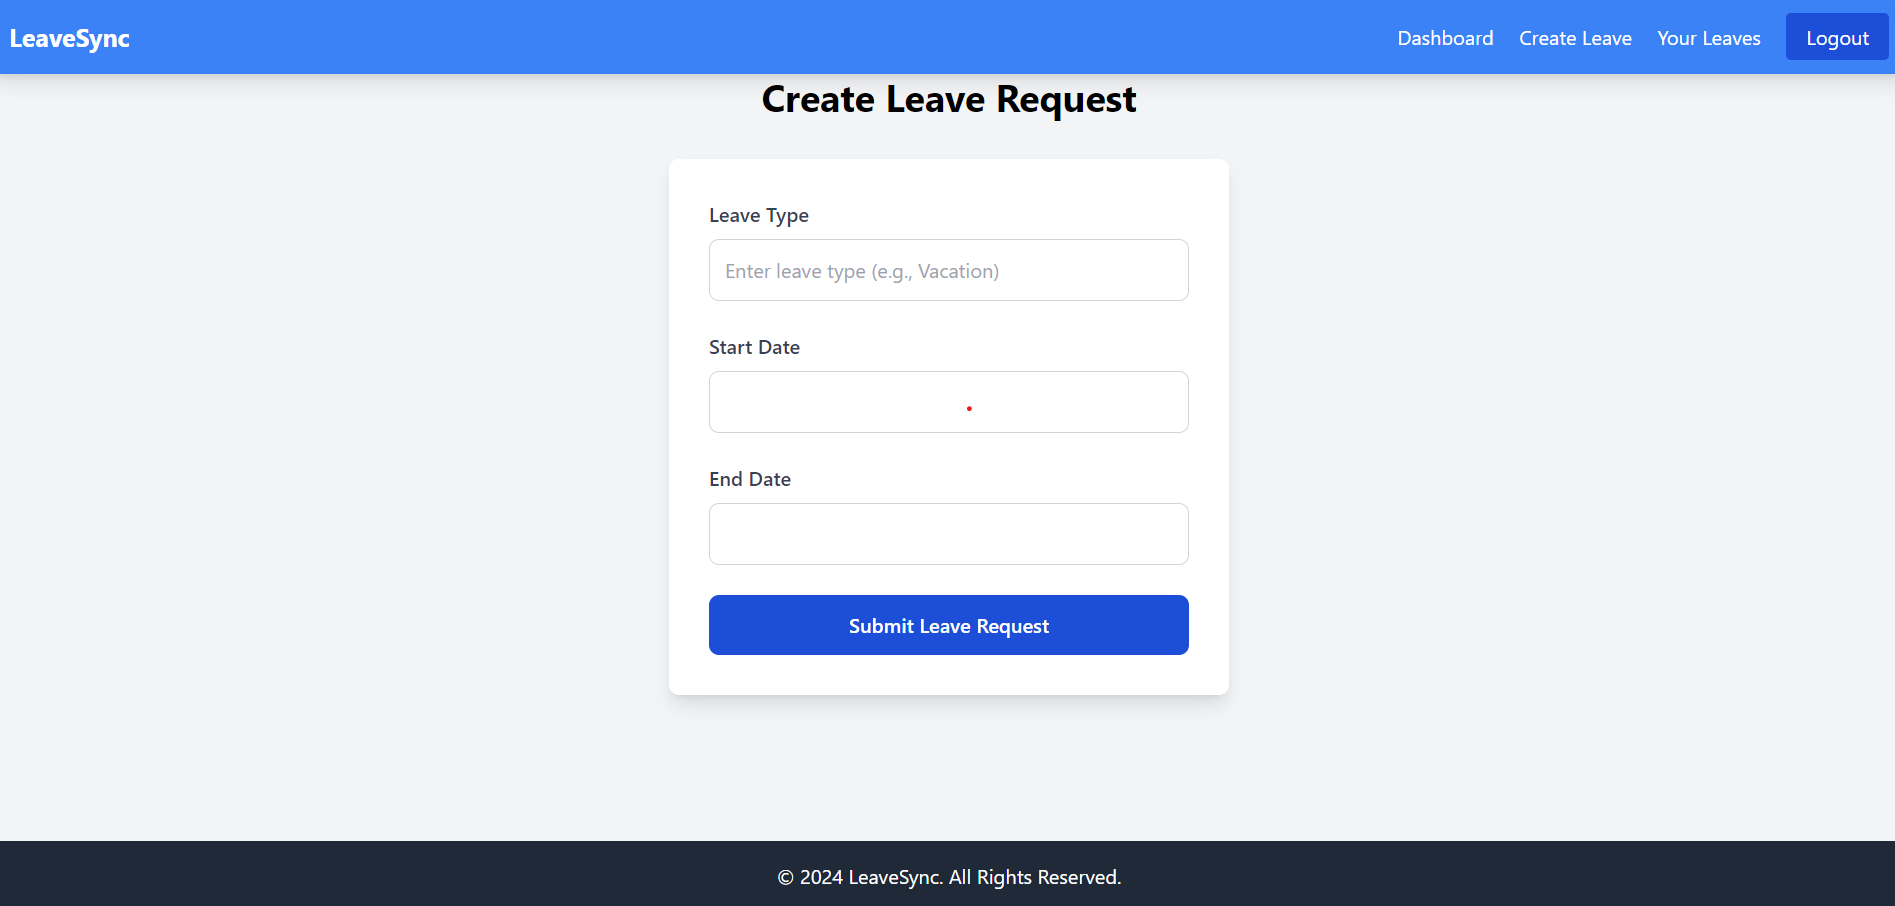 LeaveSync
Dashboard
Create Leave
Your Leaves
Logout
Create Leave Request
Leave Type
Enter leave type (e.g., Vacation)
Start Date
End Date
Submit Leave Request
© 2024 LeaveSync. All Rights Reserved.